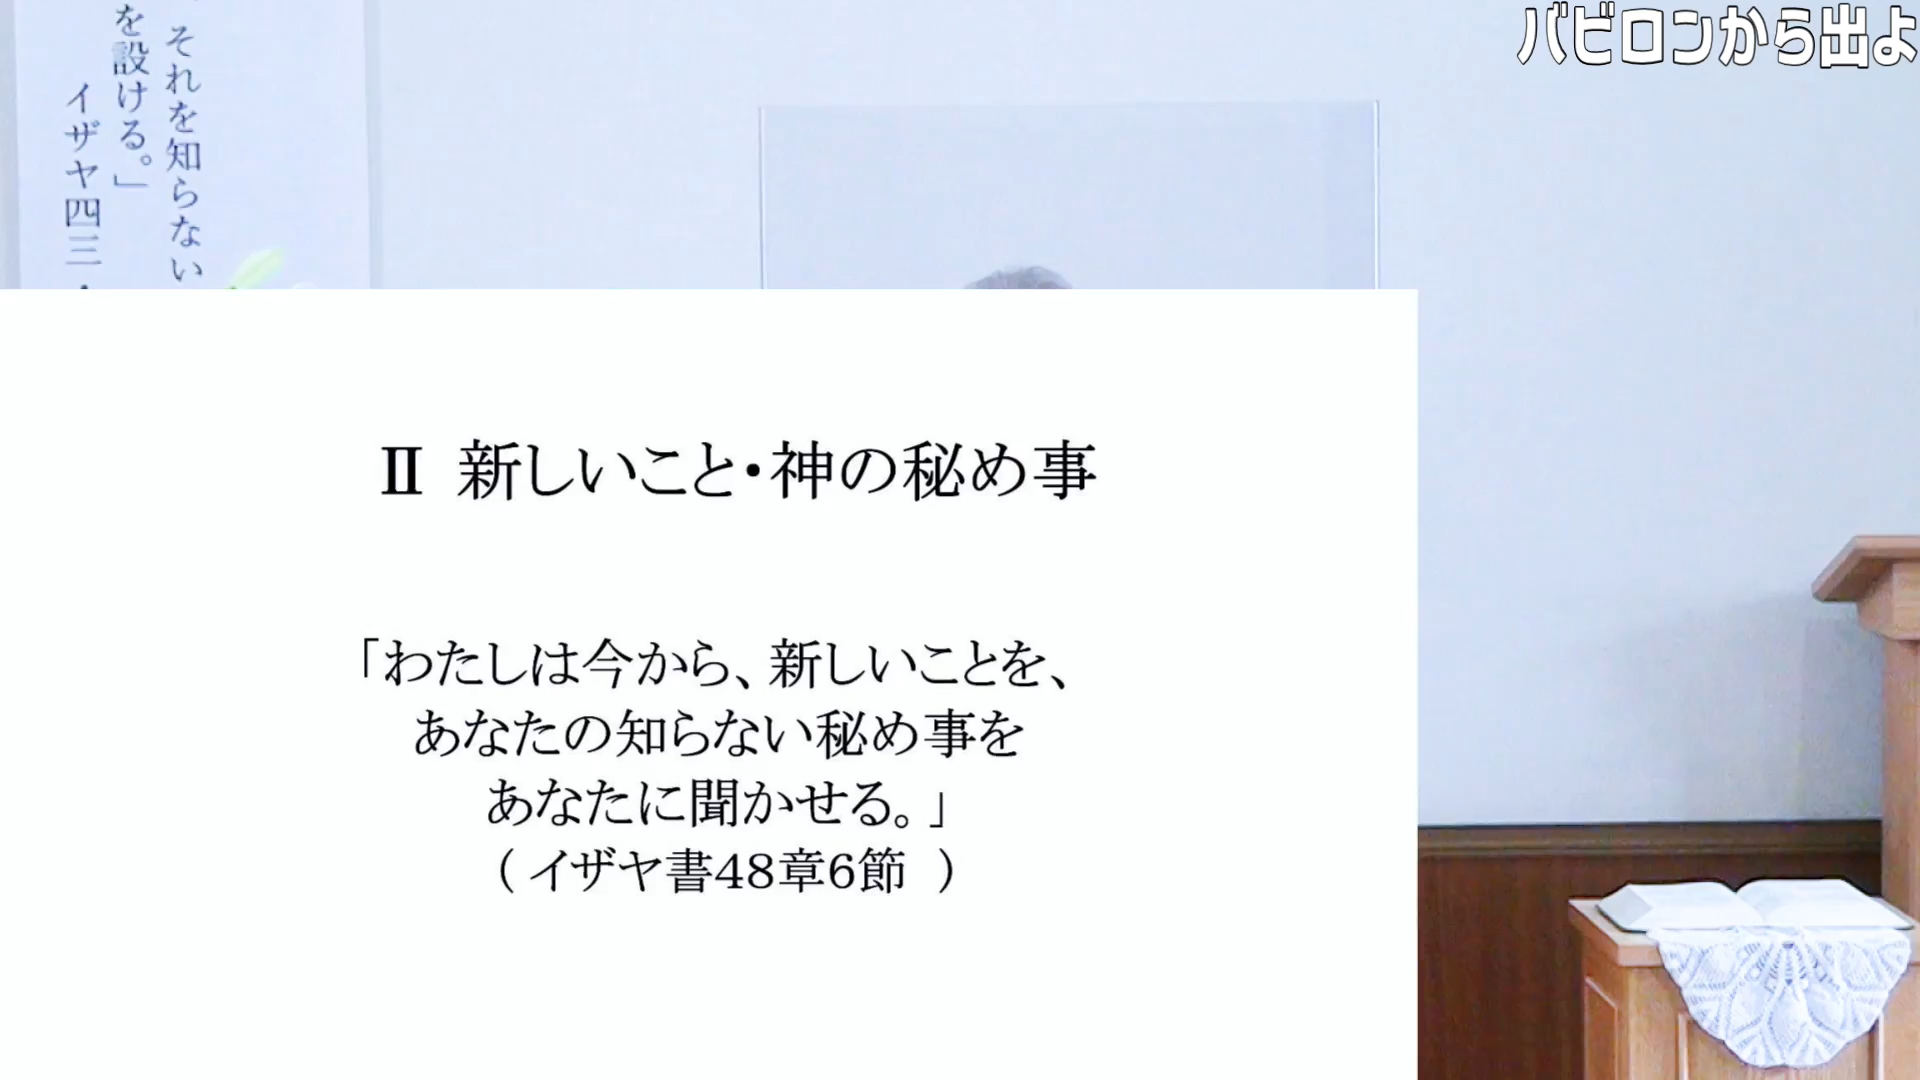 バビロンから出よ
それを知らない
を設ける。」
イザヤ四三・
Ⅱ 新しいこと・神の秘め事
「わたしは今から、新しいことを、
あなたの知らない秘め事を
あなたに聞かせる。」
( イザヤ書48章6節 )